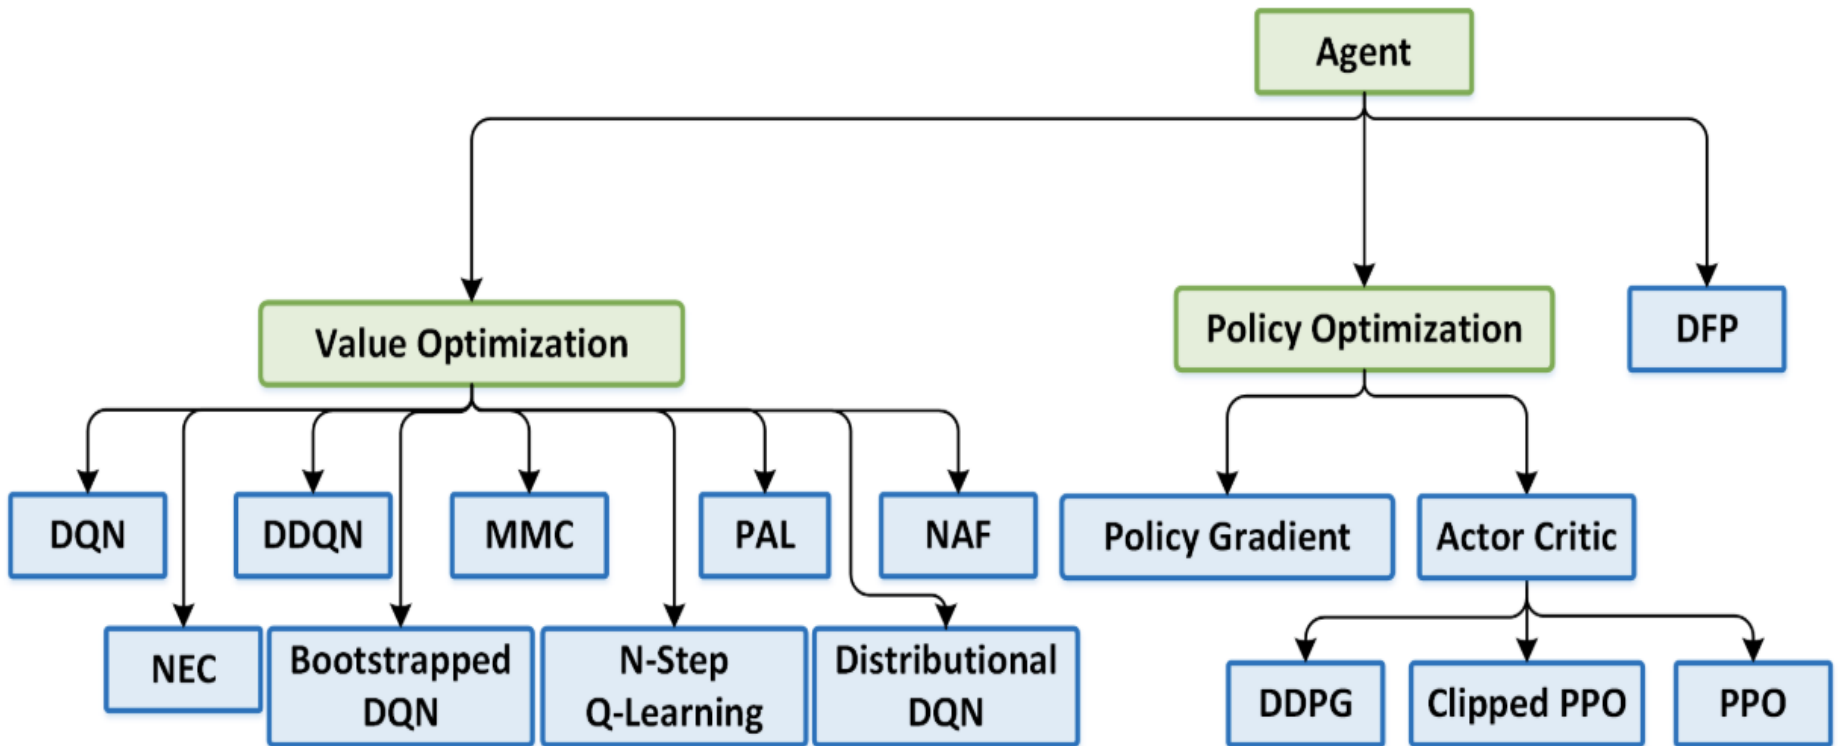 Agent
Value Optimization
Policy Optimization
DFP
DQN
DDQN
MMC
PAL
NAF
Policy Gradient
Actor Critic
NEC
Bootstrapped
DQN
N-Step
Q-Learning
Distributional
DQN
DDPG
Clipped PPO
PPO